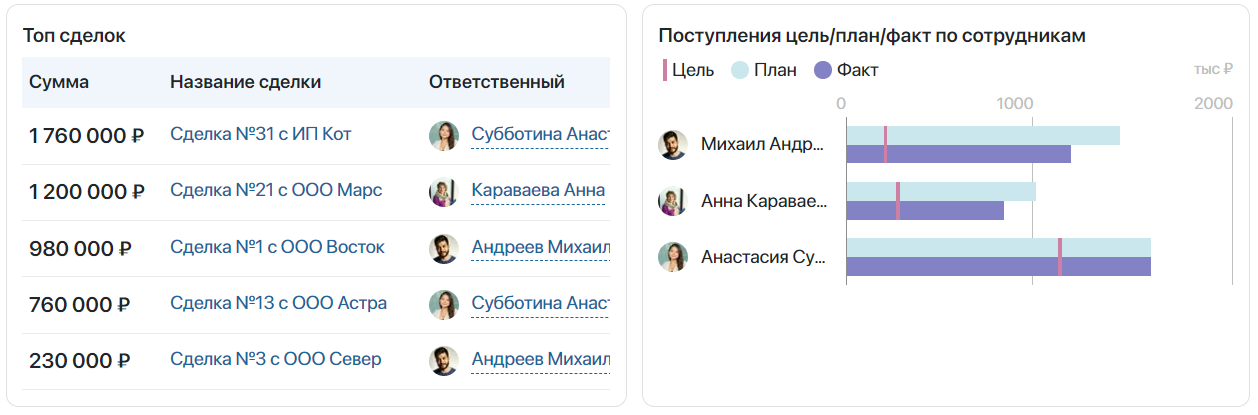 Топ сделок
Сумма Название сделки Ответственный
1 760 000 ₽ Сделка №31 с ИП Кот Субботина Анаст
1 200 000 ₽ Сделка №21 с ООО Марс Караваева Анна
980 000 ₽ Сделка №1 с ООО Восток Андреев Михаил
760 000 ₽ Сделка №13 с ООО Астра Субботина Анаст
230 000 ₽ Сделка №3 с ООО Север Андреев Михаил
Поступления цель/план/факт по сотрудникам
Цель План Факт тыс ₽
0 1000 2000
Михаил Андр...
Анна Каравае...
Анастасия Су...